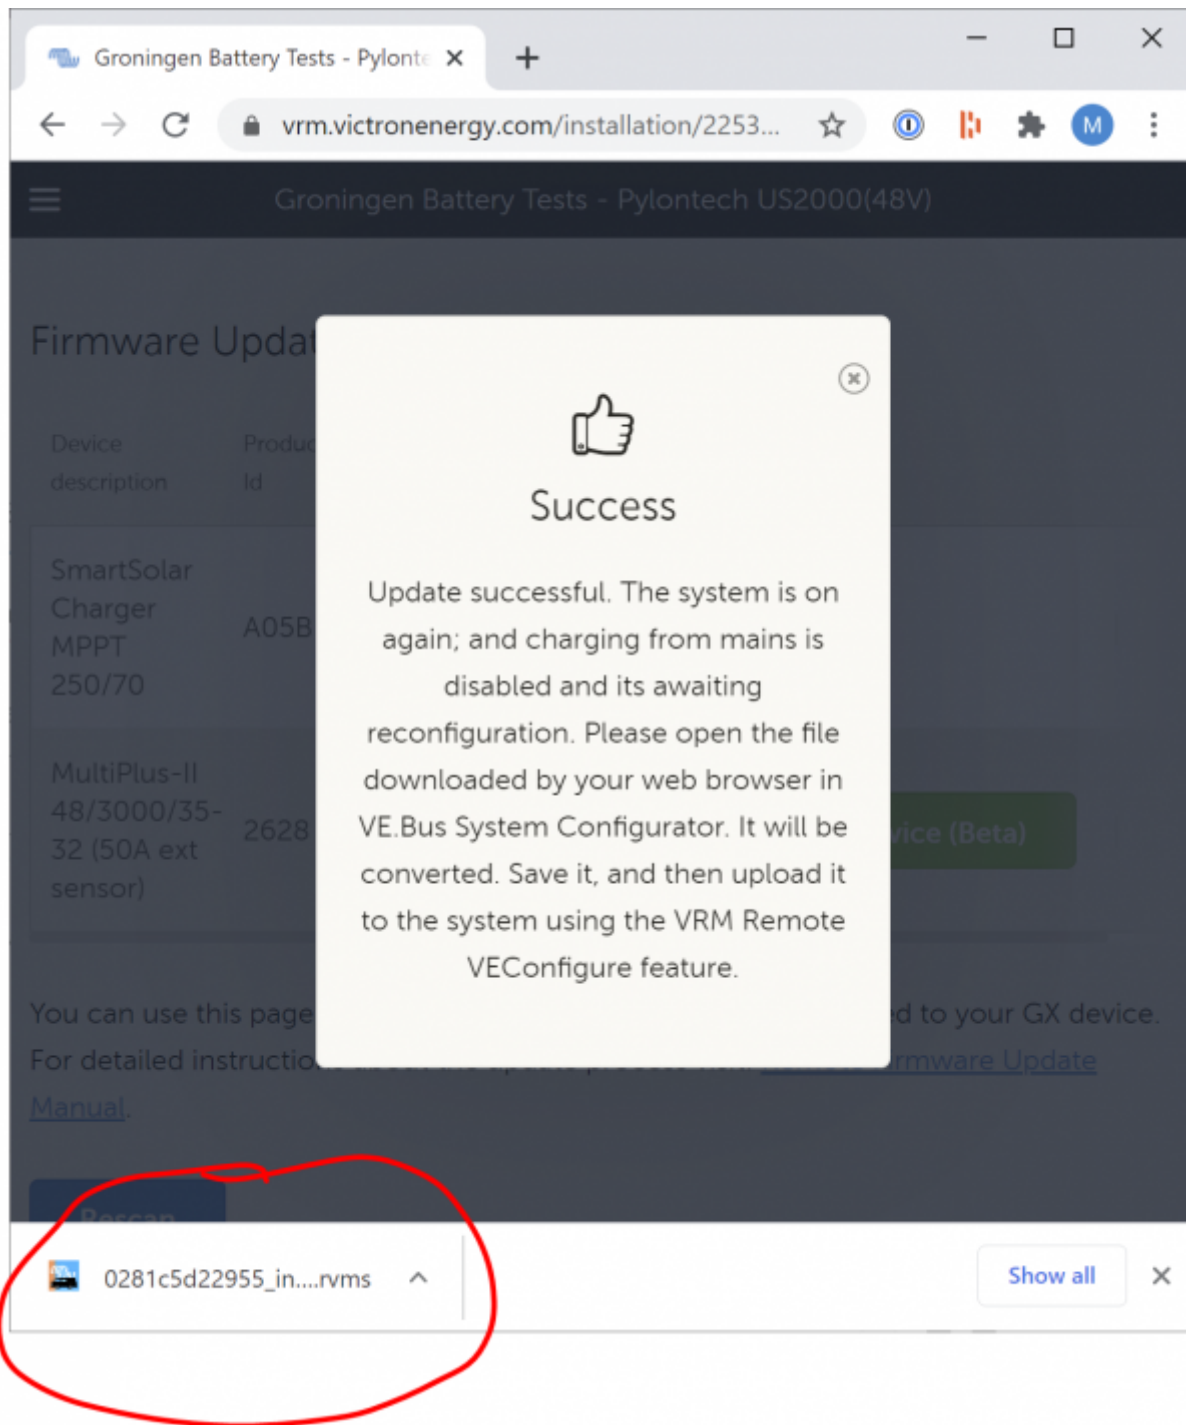 Groningen Battery Tests - Pylonte
vrm.victronenergy.com/installation/2253...
M
Groningen Battery Tests - Pylontech US2000(48V)
Firmware Updat
Device
description
Produc
Id
SmartSolar
Charger
MPPT
250/70
A05B
MultiPlus-II
48/3000/35-
32 (50A ext
sensor)
2628
vice (Beta)
Success
Update successful. The system is on
again; and charging from mains is
disabled and its awaiting
reconfiguration. Please open the file
downloaded by your web browser in
VE.Bus System Configurator. It will be
converted. Save it, and then upload it
to the system using the VRM Remote
VEConfigure feature.
You can use this page
d to your GX device.
For detailed instructio
rmware Update
Manual.
Rescan
0281c5d22955_in....rvms
Show all